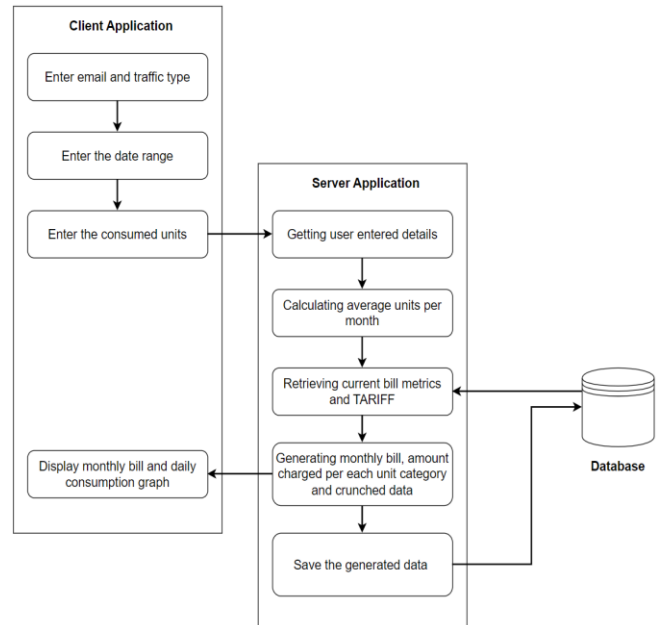 Client Application
Enter email and traffic type
Enter the date range
Enter the consumed units
Display monthly bill and daily
consumption graph
Server Application
Getting user entered details
Calculating average units per
month
Retrieving current bill metrics
and TARIFF
Generating monthly bill, amount
charged per each unit category
and crunched data
Save the generated data
Database